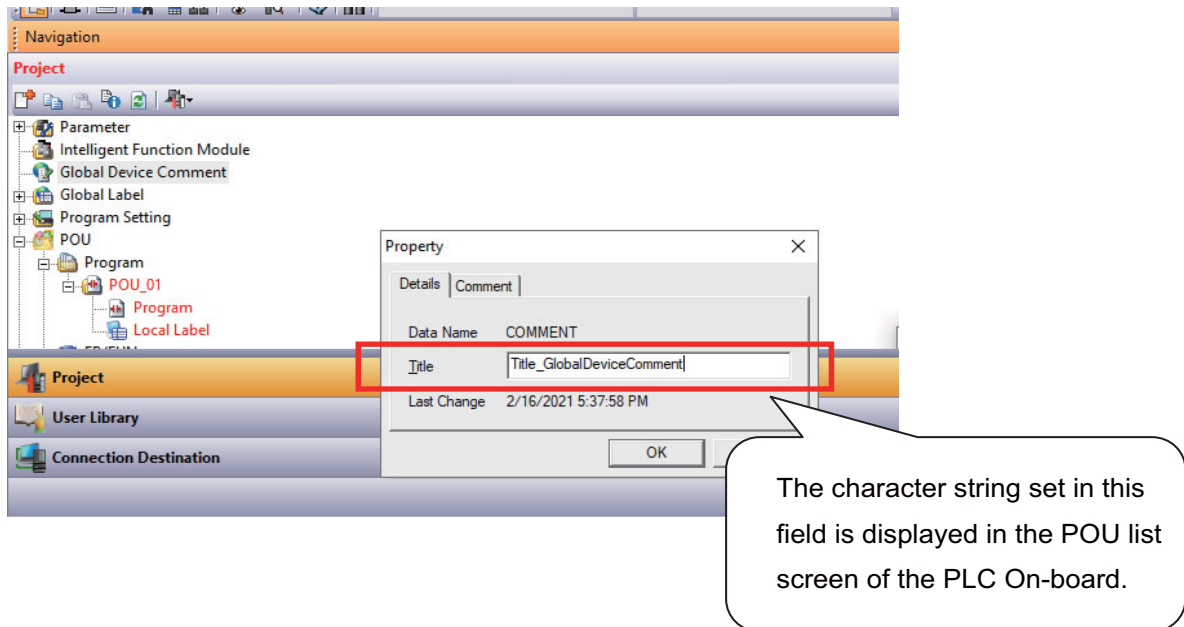 Navigation
Project
Parameter
Intelligent Function Module
Global Device Comment
Global Label
Program Setting
POU
Program
POU_01
Program
Local Label
Project
User Library
Connection Destination
Property
Details
Comment
Data Name COMMENT
Title Title_GlobalDeviceComment
Last Change 2/16/2021 5:37:58 PM
OK
The character string set in this
field is displayed in the POU list
screen of the PLC On-board.